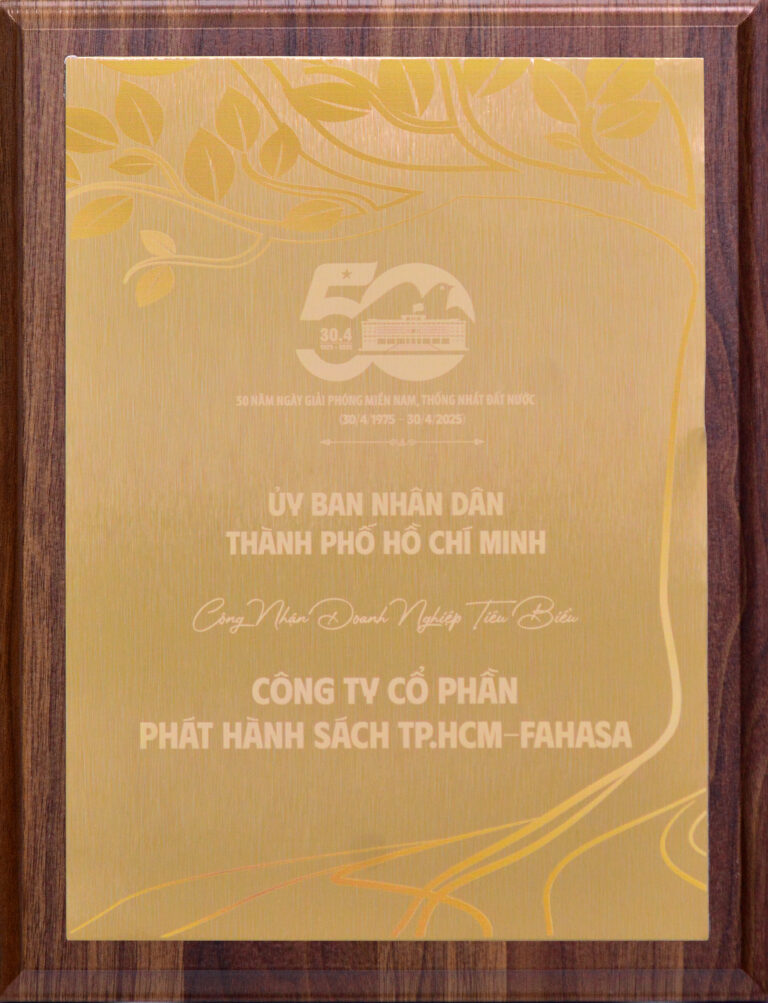 50
30.4
1975 - 2025
50 NĂM NGÀY GIẢI PHÓNG MIỀN NAM, THỐNG NHẤT ĐẤT NƯỚC
(30/4/1975 - 30/4/2025)
ỦY BAN NHÂN DÂN
THÀNH PHỐ HỒ CHÍ MINH
Công Nhận Doanh Nghiệp Tiêu Biểu
CÔNG TY CỔ PHẦN
PHÁT HÀNH SÁCH TP.HCM-FAHASA